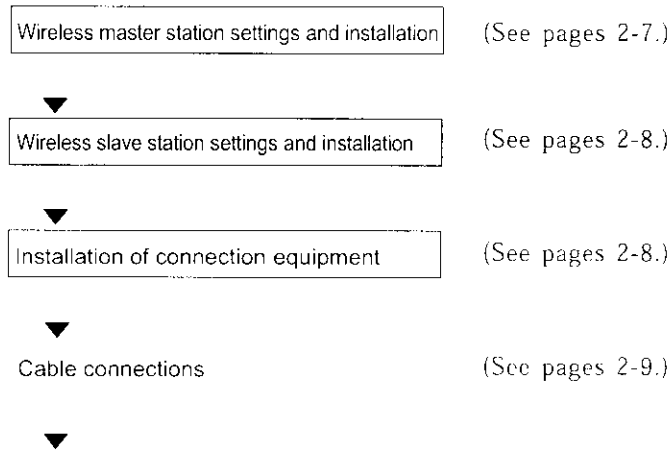 Wireless master station settings and installation (See pages 2-7.)
Wireless slave station settings and installation (See pages 2-8.)
Installation of connection equipment (See pages 2-8.)
Cable connections (See pages 2-9.)